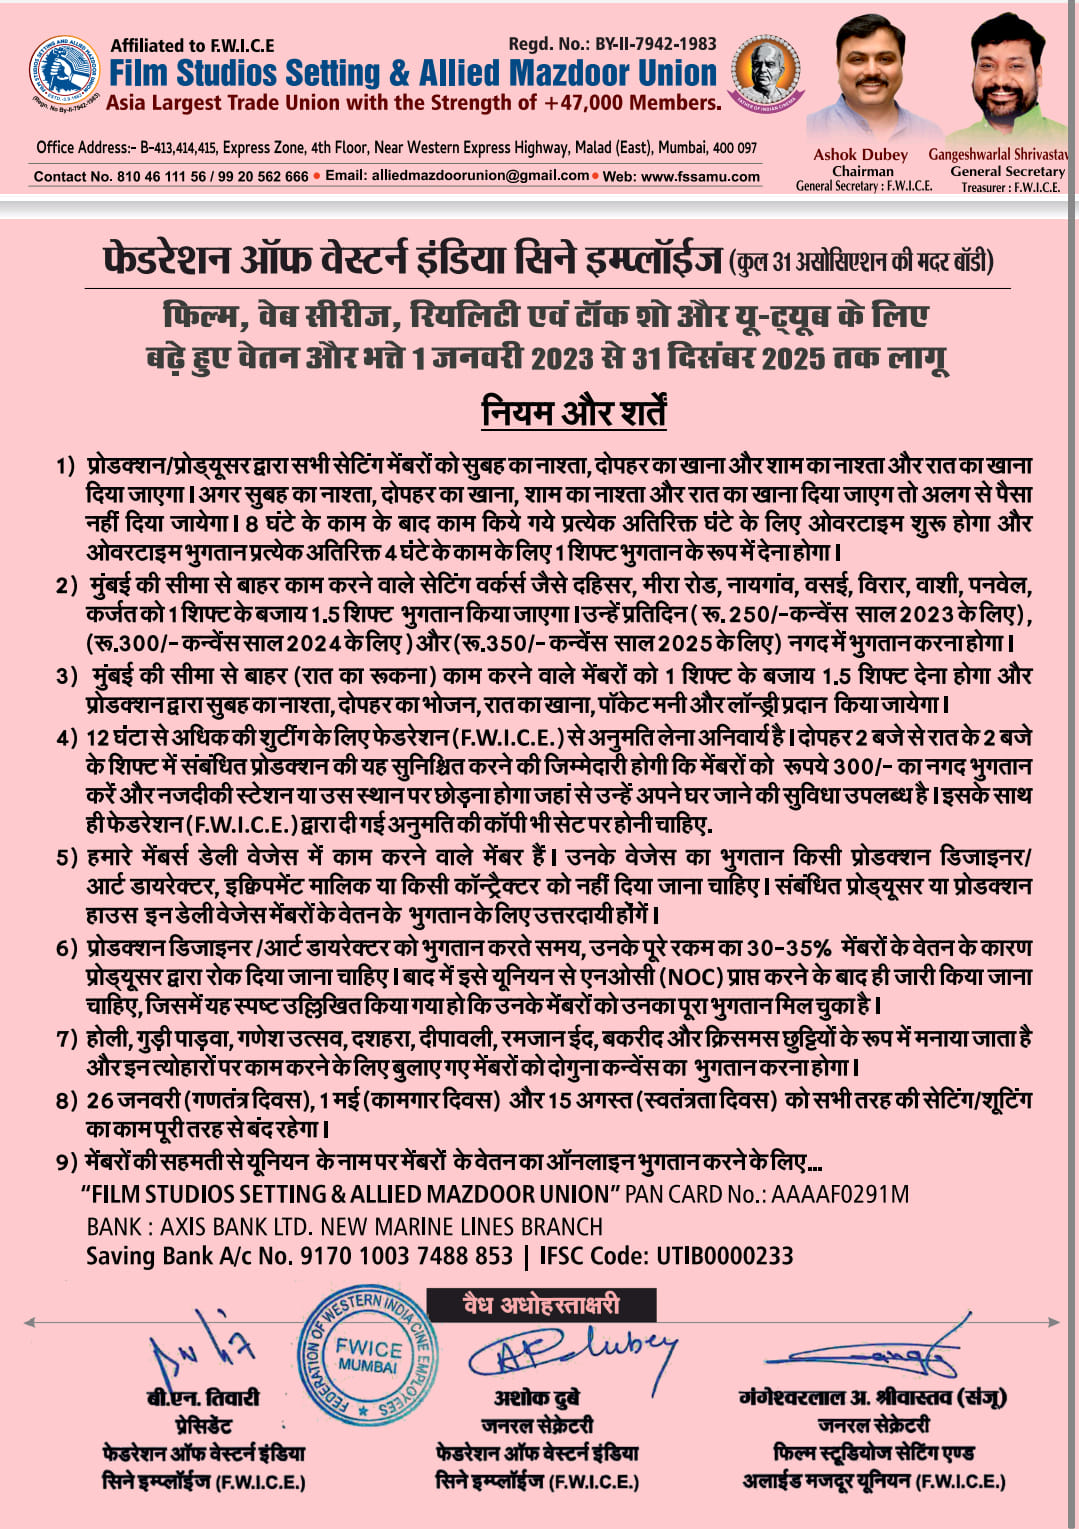 Affiliated to F.W.I.C.E
Regd. No.: BY-II-7942-1983
Film Studios Setting & Allied Mazdoor Union
Asia Largest Trade Union with the Strength of +47,000 Members.
Office Address:- B-413,414,415, Express Zone, 4th Floor, Near Western Express Highway, Malad (East), Mumbai, 400 097
Contact No. 810 46 111 56 / 99 20 562 666 • Email: alliedmazdoorunion@gmail.com • Web: www.fssamu.com
Ashok Dubey
Chairman
General Secretary : F.W.I.C.E.
Gangeshwarlal Shrivastav
General Secretary
Treasurer : F.W.I.C.E.
फेडरेशन ऑफ वेस्टर्न इंडिया सिने इम्प्लॉईज (कुल 31 असोसिएशन की मदर बॉडी)
फिल्म, वेब सीरीज, रियलिटी एवं टॉक शो और यू-ट्यूब के लिए
बढ़े हुए वेतन और भत्ते 1 जनवरी 2023 से 31 दिसंबर 2025 तक लागू
नियम और शर्तें
1) प्रोडक्शन/प्रोड्यूसर द्वारा सभी सेटिंग मेंबरों को सुबह का नाश्ता, दोपहर का खाना और शाम का नाश्ता और रात का खाना
दिया जाएगा । अगर सुबह का नाश्ता, दोपहर का खाना, शाम का नाश्ता और रात का खाना दिया जाएग तो अलग से पैसा
नहीं दिया जायेगा । 8 घंटे के काम के बाद काम किये गये प्रत्येक अतिरिक्त घंटे के लिए ओवरटाइम शुरू होगा और
ओवरटाइम भुगतान प्रत्येक अतिरिक्त 4 घंटे के काम के लिए 1 शिफ्ट भुगतान के रूप में देना होगा ।
2) मुंबई की सीमा से बाहर काम करने वाले सेटिंग वर्कर्स जैसे दहिसर, मीरा रोड, नायगांव, वसई, विरार, वाशी, पनवेल,
कर्जत को 1 शिफ्ट के बजाय 1.5 शिफ्ट भुगतान किया जाएगा । उन्हें प्रतिदिन ( रू. 250/- कन्वेंस साल 2023 के लिए),
(रू.300/- कन्वेंस साल 2024 के लिए ) और (रू.350/- कन्वेंस साल 2025 के लिए) नगद में भुगतान करना होगा ।
3) मुंबई की सीमा से बाहर (रात का रूकना) काम करने वाले मेंबरों को 1 शिफ्ट के बजाय 1.5 शिफ्ट देना होगा और
प्रोडक्शन द्वारा सुबह का नाश्ता, दोपहर का भोजन, रात का खाना, पॉकेट मनी और लॉन्ड्री प्रदान किया जायेगा ।
4) 12 घंटा से अधिक की शुटींग के लिए फेडरेशन (F.W.I.C.E.) से अनुमति लेना अनिवार्य है । दोपहर 2 बजे से रात के 2 बजे
के शिफ्ट में संबंधित प्रोडक्शन की यह सुनिश्चित करने की जिम्मेदारी होगी कि मेंबरों को रूपये 300/- का नगद भुगतान
करें और नजदीकी स्टेशन या उस स्थान पर छोड़ना होगा जहां से उन्हें अपने घर जाने की सुविधा उपलब्ध है । इसके साथ
ही फेडरेशन (F.W.I.C.E.) द्वारा दी गई अनुमति की कॉपी भी सेट पर होनी चाहिए.
5) हमारे मेंबर्स डेली वेजेस में काम करने वाले मेंबर हैं । उनके वेजेस का भुगतान किसी प्रोडक्शन डिजाइनर/
आर्ट डायरेक्टर, इक्विपमेंट मालिक या किसी कॉन्ट्रैक्टर को नहीं दिया जाना चाहिए । संबंधित प्रोड्यूसर या प्रोडक्शन
हाउस इन डेली वेजेस मेंबरों के वेतन के भुगतान के लिए उत्तरदायी होंगें ।
6) प्रोडक्शन डिजाइनर /आर्ट डायरेक्टर को भुगतान करते समय, उनके पूरे रकम का 30-35% मेंबरों के वेतन के कारण
प्रोड्यूसर द्वारा रोक दिया जाना चाहिए । बाद में इसे यूनियन से एनओसी (NOC) प्राप्त करने के बाद ही जारी किया जाना
चाहिए, जिसमें यह स्पष्ट उल्लिखित किया गया हो कि उनके मेंबरों को उनका पूरा भुगतान मिल चुका है ।
7) होली, गुड़ी पाड़वा, गणेश उत्सव, दशहरा, दीपावली, रमजान ईद, बकरीद और क्रिसमस छुट्टियों के रूप में मनाया जाता है
और इन त्योहारों पर काम करने के लिए बुलाए गए मेंबरों को दोगुना कन्वेंस का भुगतान करना होगा ।
8) 26 जनवरी (गणतंत्र दिवस), 1 मई (कामगार दिवस) और 15 अगस्त (स्वतंत्रता दिवस) को सभी तरह की सेटिंग/शूटिंग
का काम पूरी तरह से बंद रहेगा ।
9) मेंबरों की सहमती से यूनियन के नाम पर मेंबरों के वेतन का ऑनलाइन भुगतान करने के लिए...
"FILM STUDIOS SETTING & ALLIED MAZDOOR UNION" PAN CARD No.: AAAAF0291M
BANK : AXIS BANK LTD. NEW MARINE LINES BRANCH
Saving Bank A/c No. 9170 1003 7488 853 | IFSC Code: UTIB0000233
वैध अधोहस्ताक्षरी
FEDERATION OF WESTERN INDIA CINE EMPLOYEES
FWICE
MUMBAI
बी.एन. तिवारी
प्रेसिडेंट
फेडरेशन ऑफ वेस्टर्न इंडिया
सिने इम्प्लॉईज (F.W.I.C.E.)
अशोक दुबे
जनरल सेक्रेटरी
फेडरेशन ऑफ वेस्टर्न इंडिया
सिने इम्प्लॉईज (F.W.I.C.E.)
गंगेश्वरलाल अ. श्रीवास्तव (संजू)
जनरल सेक्रेटरी
फिल्म स्टूडियोज सेटिंग एण्ड
अलाईड मजदूर यूनियन (F.W.I.C.E.)